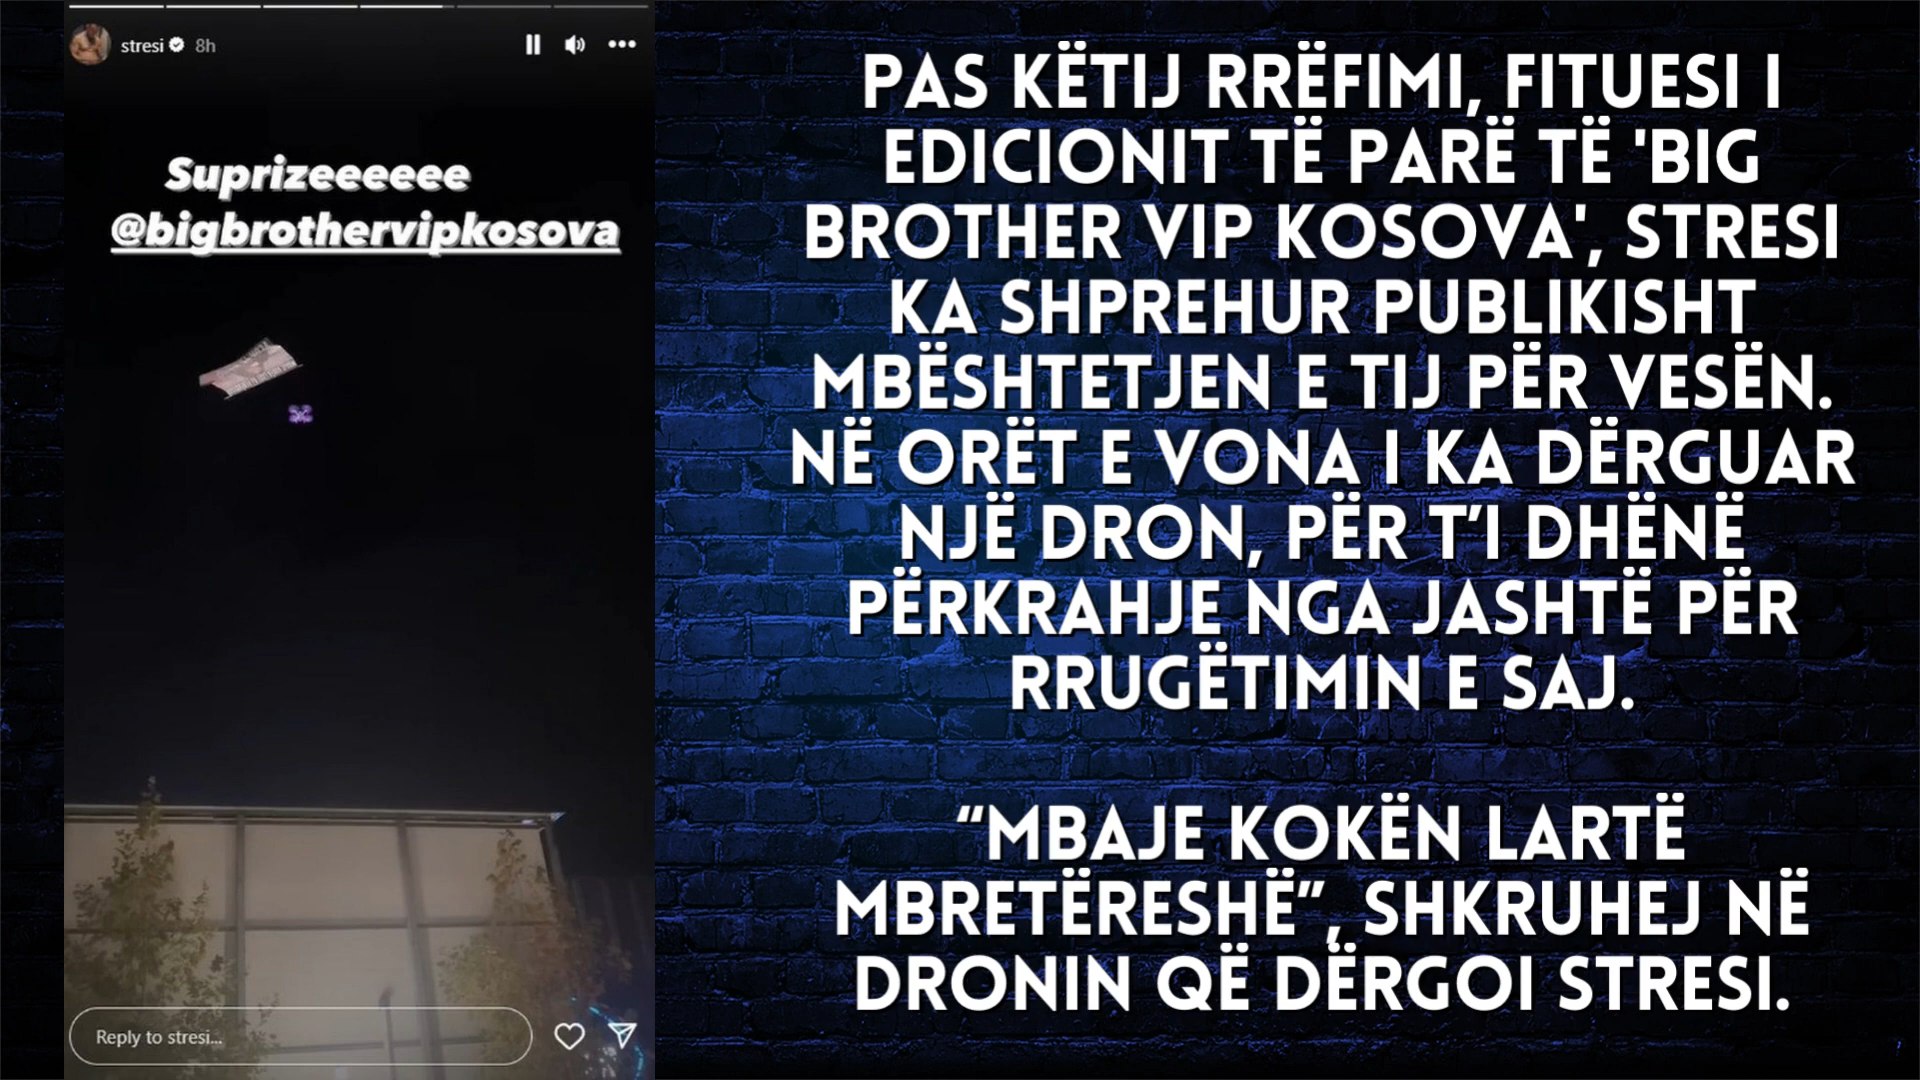 stresi 8h
Suprizeeeeee
@bigbrothervipkosova
Reply to stresi...
PAS KËTIJ RRËFIMI, FITUESI I
EDICIONIT TË PARË TË 'BIG
BROTHER VIP KOSOVA', STRESI
KA SHPREHUR PUBLIKISHT
MBËSHTETJEN E TIJ PËR VESËN.
NË ORËT E VONA I KA DËRGUAR
NJË DRON, PËR T’I DHËNË
PËRKRAHJE NGA JASHTË PËR
RRUGËTIMIN E SAJ.
“MBAJE KOKËN LARTË
MBRETËRESHË”, SHKRUHEJ NË
DRONIN QË DËRGOI STRESI.